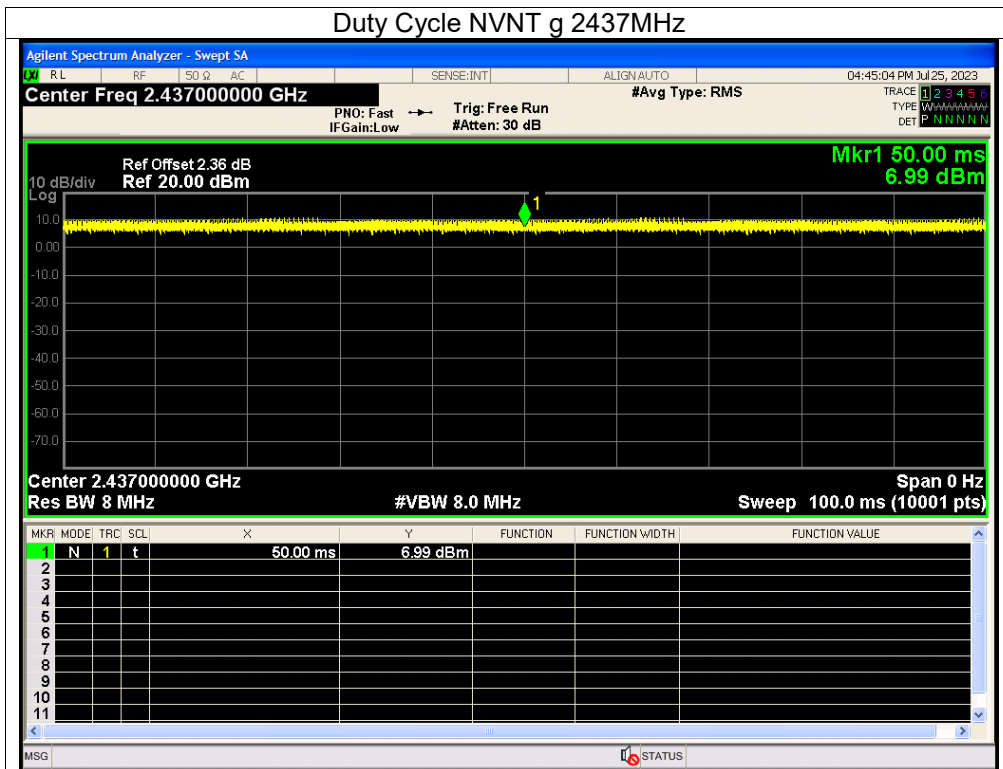 Duty Cycle NVNT g 2437MHz
Agilent Spectrum Analyzer - Swept SA
LXI RL RF 50 Ω AC SENSE:INT ALIGN AUTO 04:45:04 PM Jul 25, 2023
Center Freq 2.437000000 GHz #Avg Type: RMS TRACE 1 2 3 4 5 6
PNO: Fast Trig: Free Run TYPE WWWWWW
IFGain:Low #Atten: 30 dB DET P N N N N N
Mkr1 50.00 ms
Ref Offset 2.36 dB
10 dB/div Ref 20.00 dBm 6.99 dBm
Log
1
10.0
0.00
-10.0
-20.0
-30.0
-40.0
-50.0
-60.0
-70.0
Center 2.437000000 GHz Span 0 Hz
Res BW 8 MHz #VBW 8.0 MHz Sweep 100.0 ms (10001 pts)
MKR MODE TRC SCL X Y FUNCTION FUNCTION WIDTH FUNCTION VALUE
1 N 1 t 50.00 ms 6.99 dBm
2
3
4
5
6
7
8
9
10
11
MSG STATUS